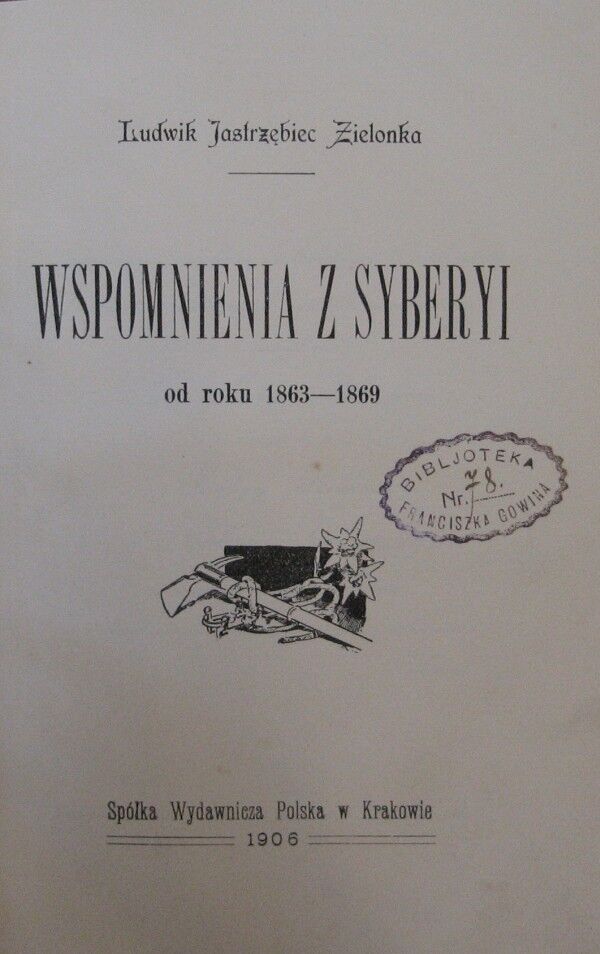 Ludwik Jastrzębiec Zielonka
WSPOMNIENIA Z SYBERYI
od roku 1863—1869
BIBLJOTEKA
Nr. 78.
FRANCISZKA GOWINA
Spółka Wydawnicza Polska w Krakowie
1906